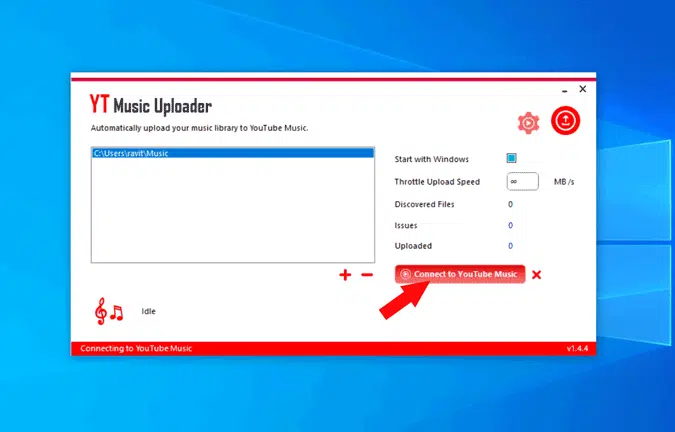 YT Music Uploader
Automatically upload your music library to YouTube Music.
C:\Users\ravit\Music
Start with Windows
Throttle Upload Speed ∞ MB/s
Discovered Files 0
Issues 0
Uploaded 0
Connect to YouTube Music
Idle
Connecting to YouTube Music v1.4.4